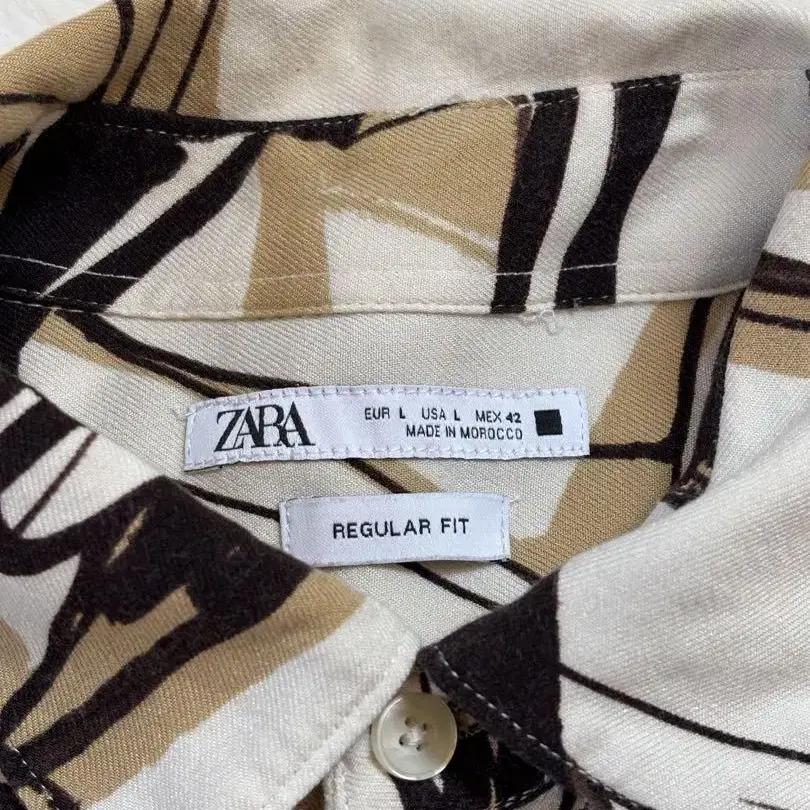 ZARA
EUR L USA L MEX 42
MADE IN MOROCCO
REGULAR FIT